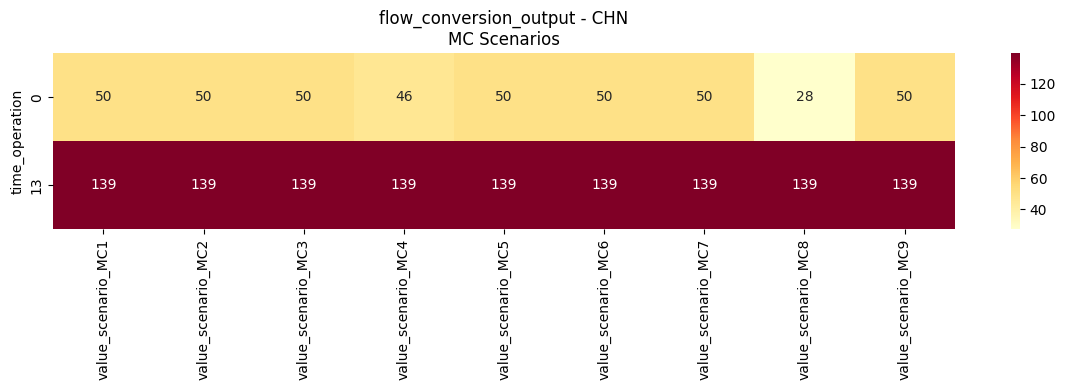 flow_conversion_output - CHN
MC Scenarios
time_operation
0
50 50 50 46 50 50 50 28 50
13
139 139 139 139 139 139 139 139 139
value_scenario_MC1
value_scenario_MC2
value_scenario_MC3
value_scenario_MC4
value_scenario_MC5
value_scenario_MC6
value_scenario_MC7
value_scenario_MC8
value_scenario_MC9
120
100
80
60
40